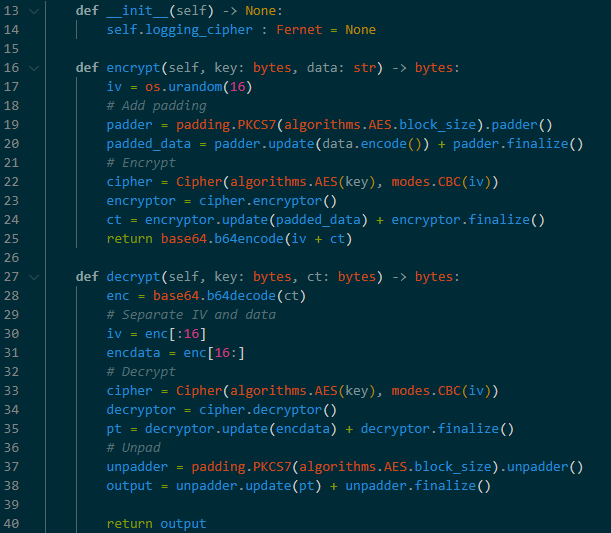 13 def __init__(self) -> None:
14     self.logging_cipher : Fernet = None
15
16 def encrypt(self, key: bytes, data: str) -> bytes:
17     iv = os.urandom(16)
18     # Add padding
19     padder = padding.PKCS7(algorithms.AES.block_size).padder()
20     padded_data = padder.update(data.encode()) + padder.finalize()
21     # Encrypt
22     cipher = Cipher(algorithms.AES(key), modes.CBC(iv))
23     encryptor = cipher.encryptor()
24     ct = encryptor.update(padded_data) + encryptor.finalize()
25     return base64.b64encode(iv + ct)
26
27 def decrypt(self, key: bytes, ct: bytes) -> bytes:
28     enc = base64.b64decode(ct)
29     # Separate IV and data
30     iv = enc[:16]
31     encdata = enc[16:]
32     # Decrypt
33     cipher = Cipher(algorithms.AES(key), modes.CBC(iv))
34     decryptor = cipher.decryptor()
35     pt = decryptor.update(encdata) + decryptor.finalize()
36     # Unpad
37     unpadder = padding.PKCS7(algorithms.AES.block_size).unpadder()
38     output = unpadder.update(pt) + unpadder.finalize()
39
40     return output